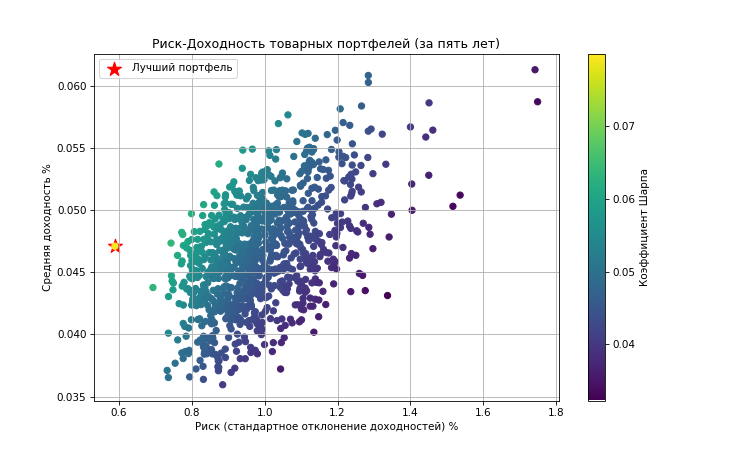 Риск-Доходность товарных портфелей (за пять лет)
Лучший портфель
Средняя доходность %
0.060
0.055
0.050
0.045
0.040
0.035
0.6 0.8 1.0 1.2 1.4 1.6 1.8
Риск (стандартное отклонение доходностей) %
0.07
0.06
0.05
0.04
Коэффициент Шарпа